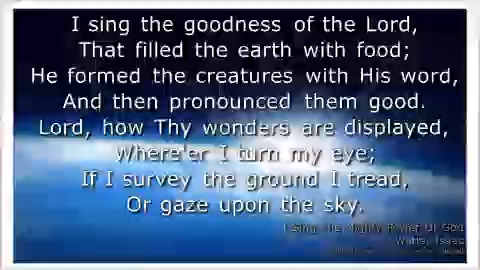 I sing the goodness of the Lord,
That filled the earth with food;
He formed the creatures with His word,
And then pronounced them good.
Lord, how Thy wonders are displayed,
Where'er I turn my eye;
If I survey the ground I tread,
Or gaze upon the sky.
I Sing The Mighty Power Of God
Watts, Isaac